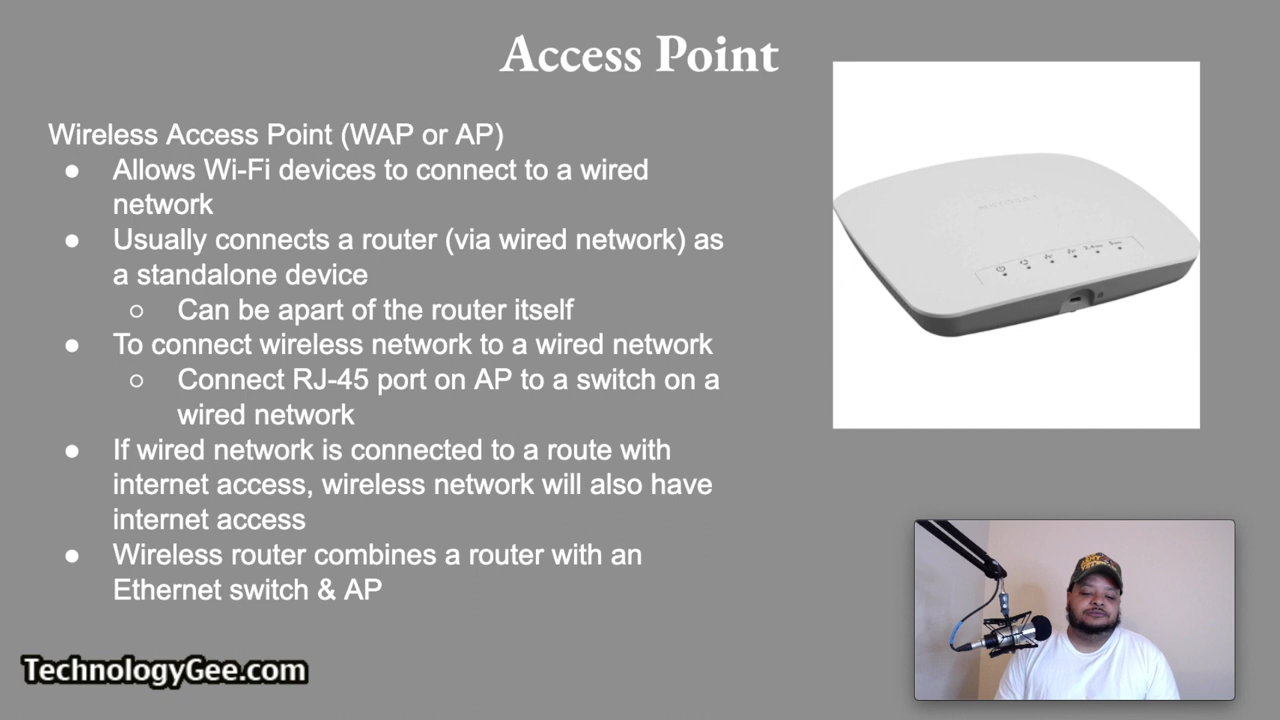 Access Point
Wireless Access Point (WAP or AP)
● Allows Wi-Fi devices to connect to a wired
network
● Usually connects a router (via wired network) as
a standalone device
○ Can be apart of the router itself
● To connect wireless network to a wired network
○ Connect RJ-45 port on AP to a switch on a
wired network
● If wired network is connected to a route with
internet access, wireless network will also have
internet access
● Wireless router combines a router with an
Ethernet switch & AP
TechnologyGee.com